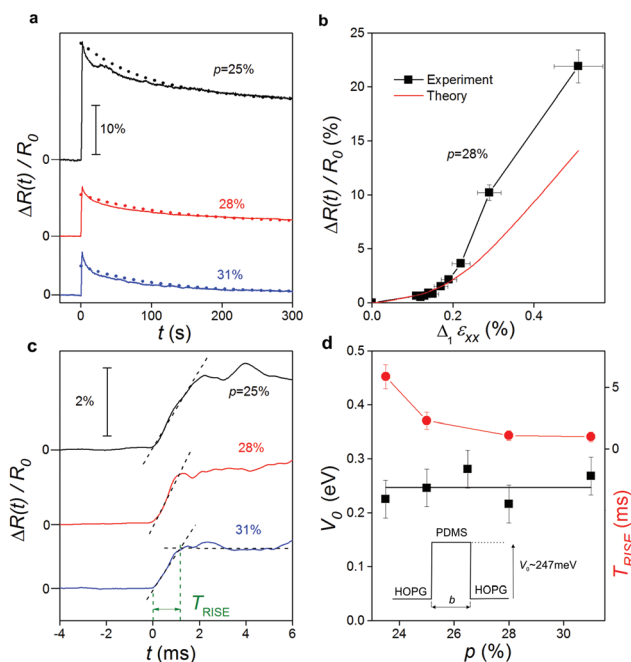 a
ΔR(t) / R₀
p=25%
10%
0
28%
0
31%
0
0 100 200 300
t (s)
b
ΔR(t) / R₀ (%)
25
20
15
10
5
0
Experiment
Theory
p=28%
0.0 0.2 0.4
Δ₁ εₓₓ (%)
c
ΔR(t) / R₀
2%
p=25%
0
28%
0
31%
0
T_RISE
-4 -2 0 2 4 6
t (ms)
d
V₀ (eV)
0.5
0.4
0.3
0.2
0.1
0.0
5
0
T_RISE (ms)
PDMS
V₀~247meV
HOPG b HOPG
24 26 28 30
p (%)